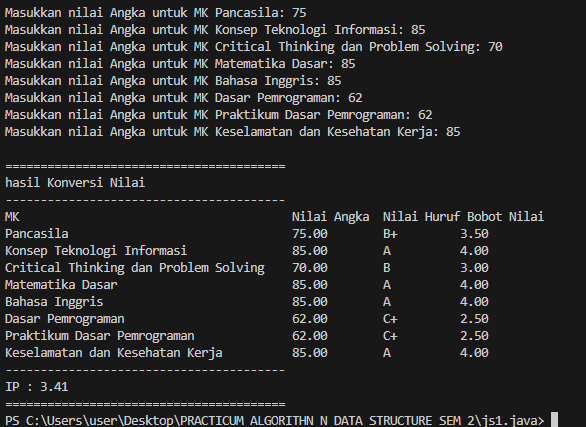 Masukkan nilai Angka untuk MK Pancasila: 75
Masukkan nilai Angka untuk MK Konsep Teknologi Informasi: 85
Masukkan nilai Angka untuk MK Critical Thinking dan Problem Solving: 70
Masukkan nilai Angka untuk MK Matematika Dasar: 85
Masukkan nilai Angka untuk MK Bahasa Inggris: 85
Masukkan nilai Angka untuk MK Dasar Pemrograman: 62
Masukkan nilai Angka untuk MK Praktikum Dasar Pemrograman: 62
Masukkan nilai Angka untuk MK Keselamatan dan Kesehatan Kerja: 85
=======================================
hasil Konversi Nilai
---------------------------------------
MK Nilai Angka Nilai Huruf Bobot Nilai
Pancasila 75.00 B+ 3.50
Konsep Teknologi Informasi 85.00 A 4.00
Critical Thinking dan Problem Solving 70.00 B 3.00
Matematika Dasar 85.00 A 4.00
Bahasa Inggris 85.00 A 4.00
Dasar Pemrograman 62.00 C+ 2.50
Praktikum Dasar Pemrograman 62.00 C+ 2.50
Keselamatan dan Kesehatan Kerja 85.00 A 4.00
---------------------------------------
IP : 3.41
=======================================
PS C:\Users\user\Desktop\PRACTICUM ALGORITHN N DATA STRUCTURE SEM 2\js1.java>